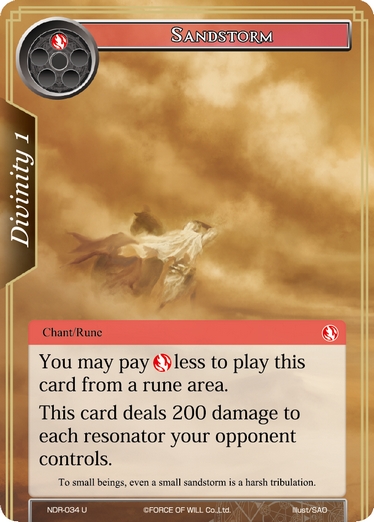 Sandstorm
Divinity 1
Chant/Rune
You may pay less to play this
card from a rune area.
This card deals 200 damage to
each resonator your opponent
controls.
To small beings, even a small sandstorm is a harsh tribulation.
NDR-034 U ©FORCE OF WILL Co.,Ltd. Illust/SAO